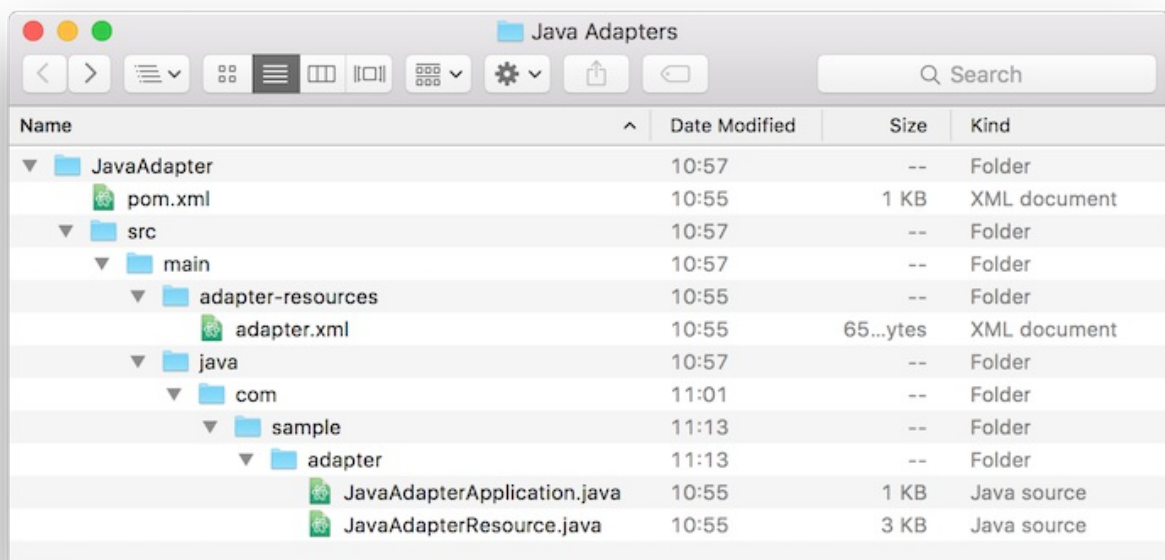 Java Adapters
Search
Name Date Modified Size Kind
JavaAdapter 10:57 -- Folder
pom.xml 10:55 1 KB XML document
src 10:57 -- Folder
main 10:57 -- Folder
adapter-resources 10:55 -- Folder
adapter.xml 10:55 65...ytes XML document
java 10:57 -- Folder
com 11:01 -- Folder
sample 11:13 -- Folder
adapter 11:13 -- Folder
JavaAdapterApplication.java 10:55 1 KB Java source
JavaAdapterResource.java 10:55 3 KB Java source